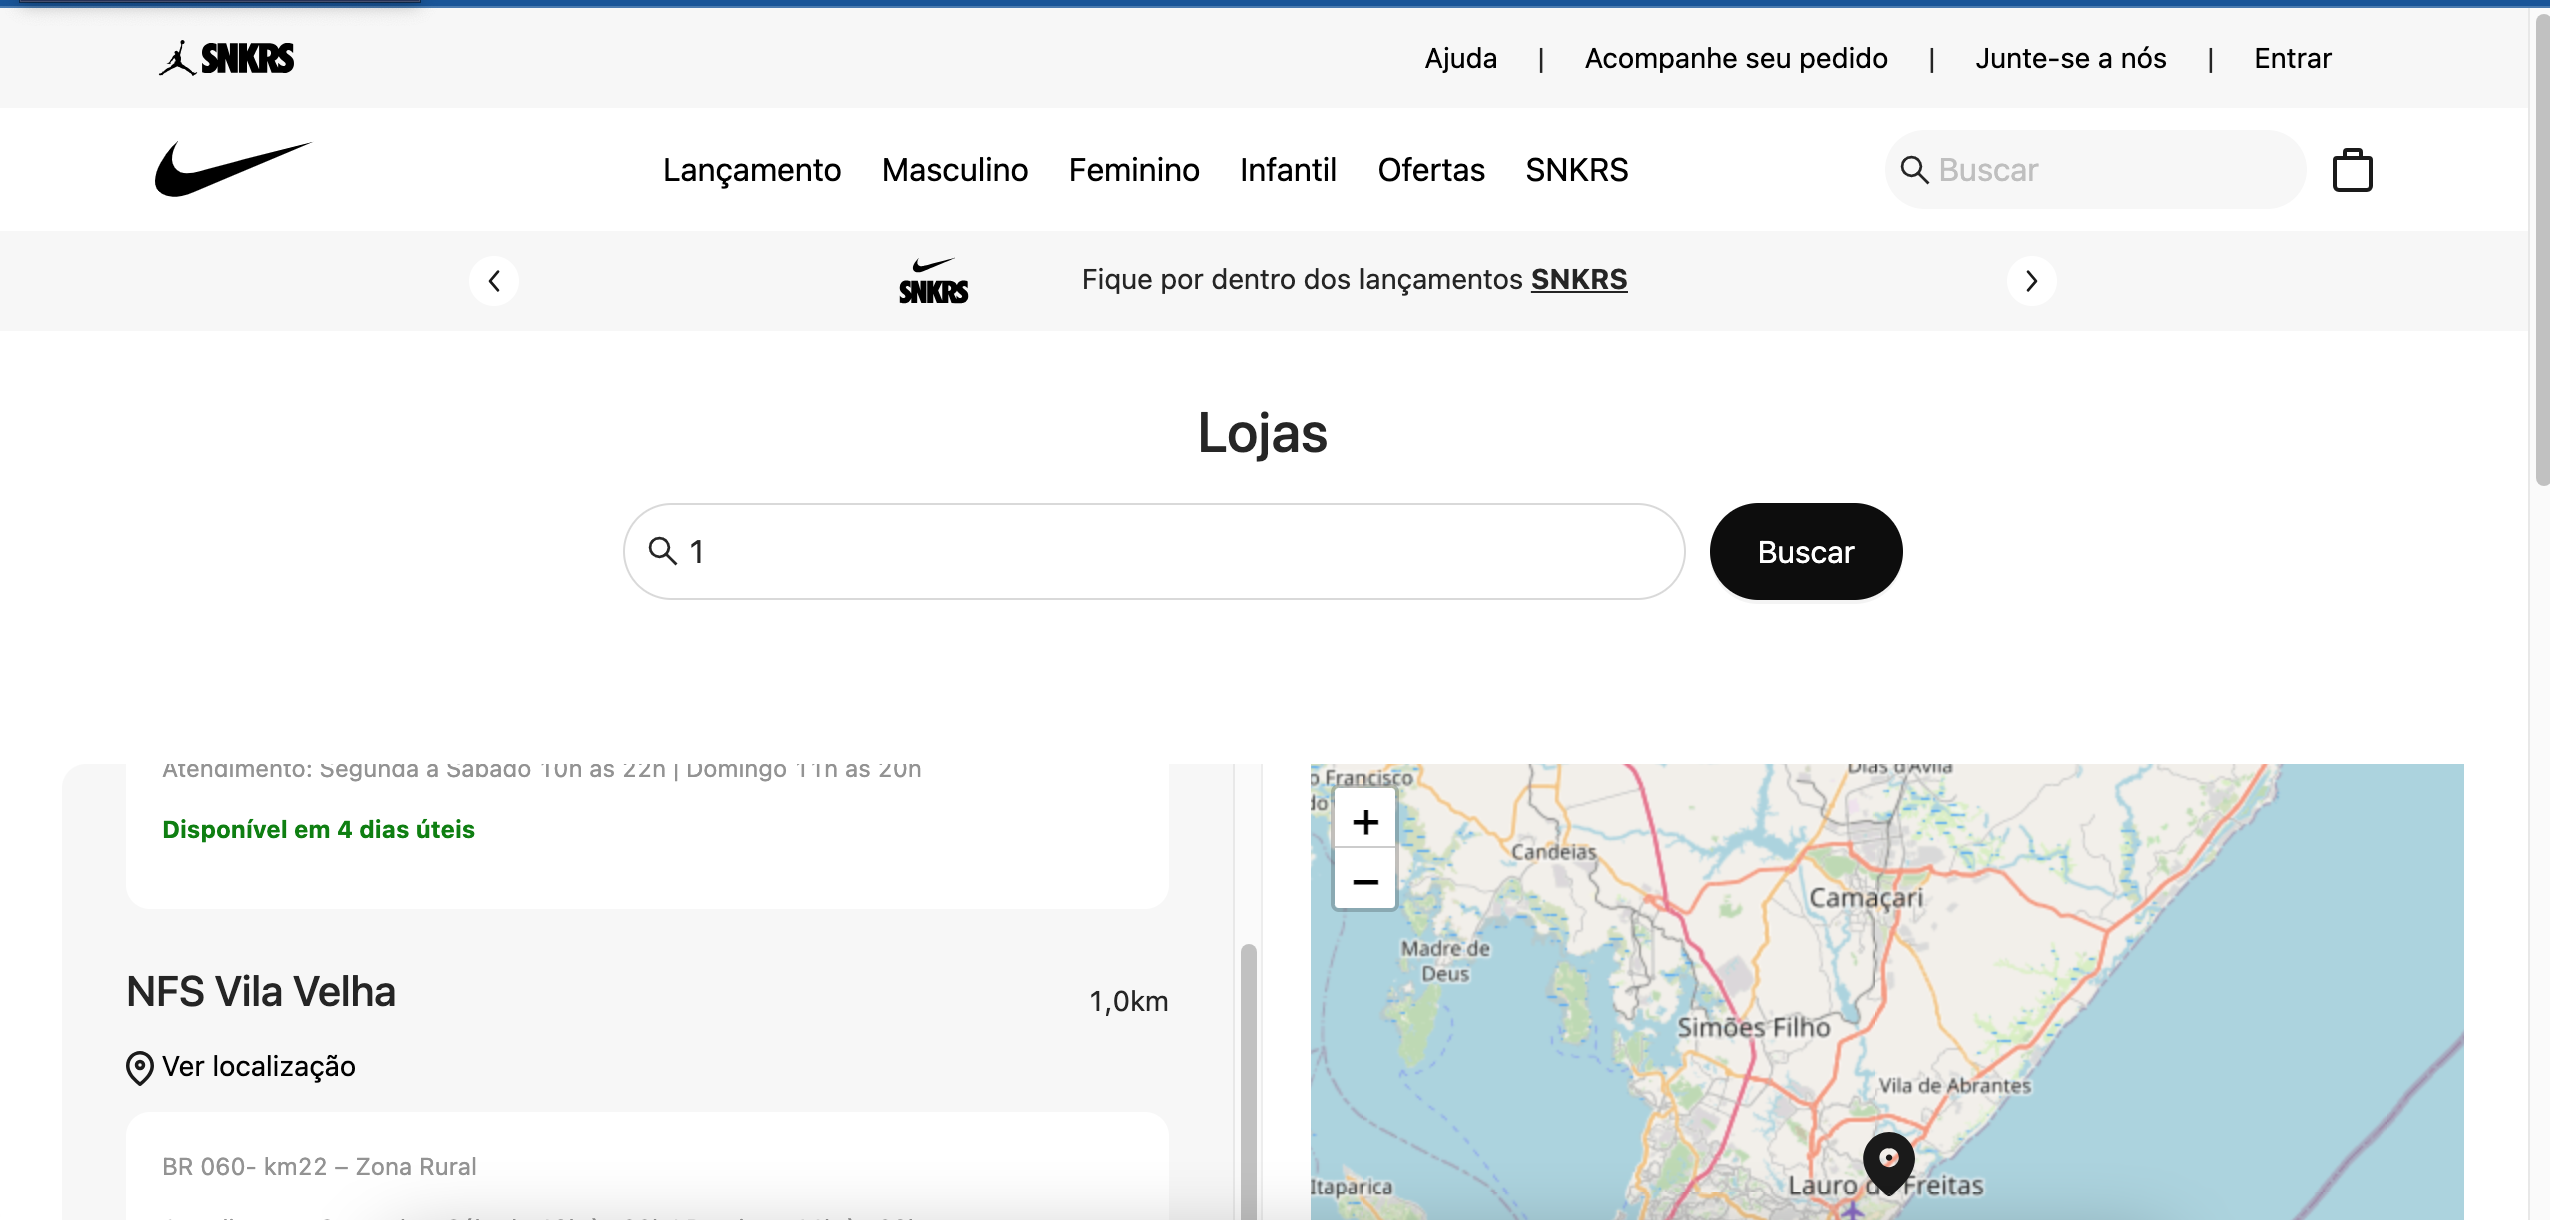 SNKRS
Ajuda | Acompanhe seu pedido | Junte-se a nós | Entrar
Lançamento Masculino Feminino Infantil Ofertas SNKRS
Buscar
SNKRS
Fique por dentro dos lançamentos SNKRS
Lojas
1
Buscar
Atendimento: Segunda a Sábado 10h às 22h | Domingo 11h às 20h
Disponível em 4 dias úteis
NFS Vila Velha
1,0km
Ver localização
BR 060- km22 – Zona Rural
o Francisco
do
Dias d'Ávila
+
−
Candeias
Camaçari
Madre de
Deus
Simões Filho
Vila de Abrantes
Itaparica
Lauro d Freitas